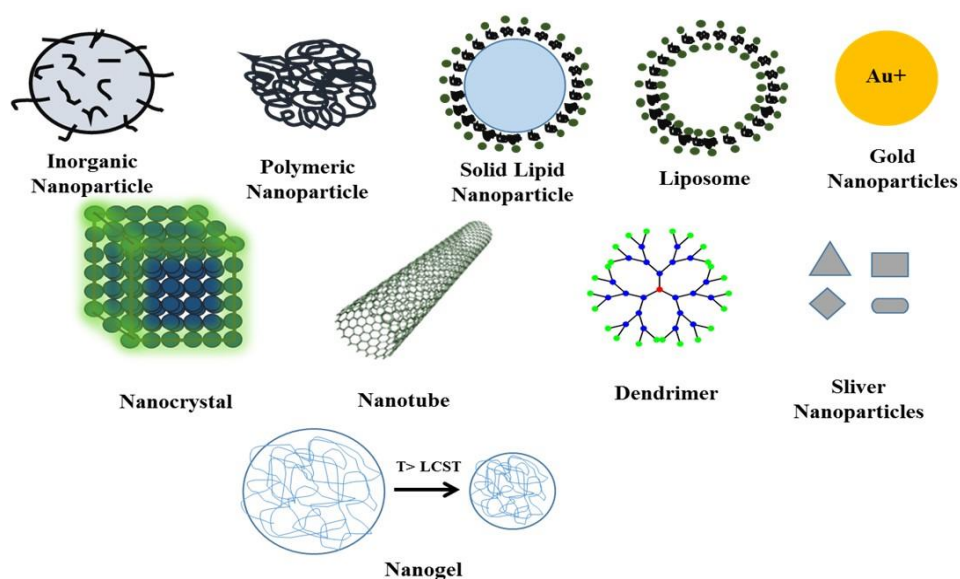 Au+
Inorganic
Nanoparticle
Polymeric
Nanoparticle
Solid Lipid
Nanoparticle
Liposome
Gold
Nanoparticles
Nanocrystal
Nanotube
Dendrimer
Sliver
Nanoparticles
T> LCST
Nanogel